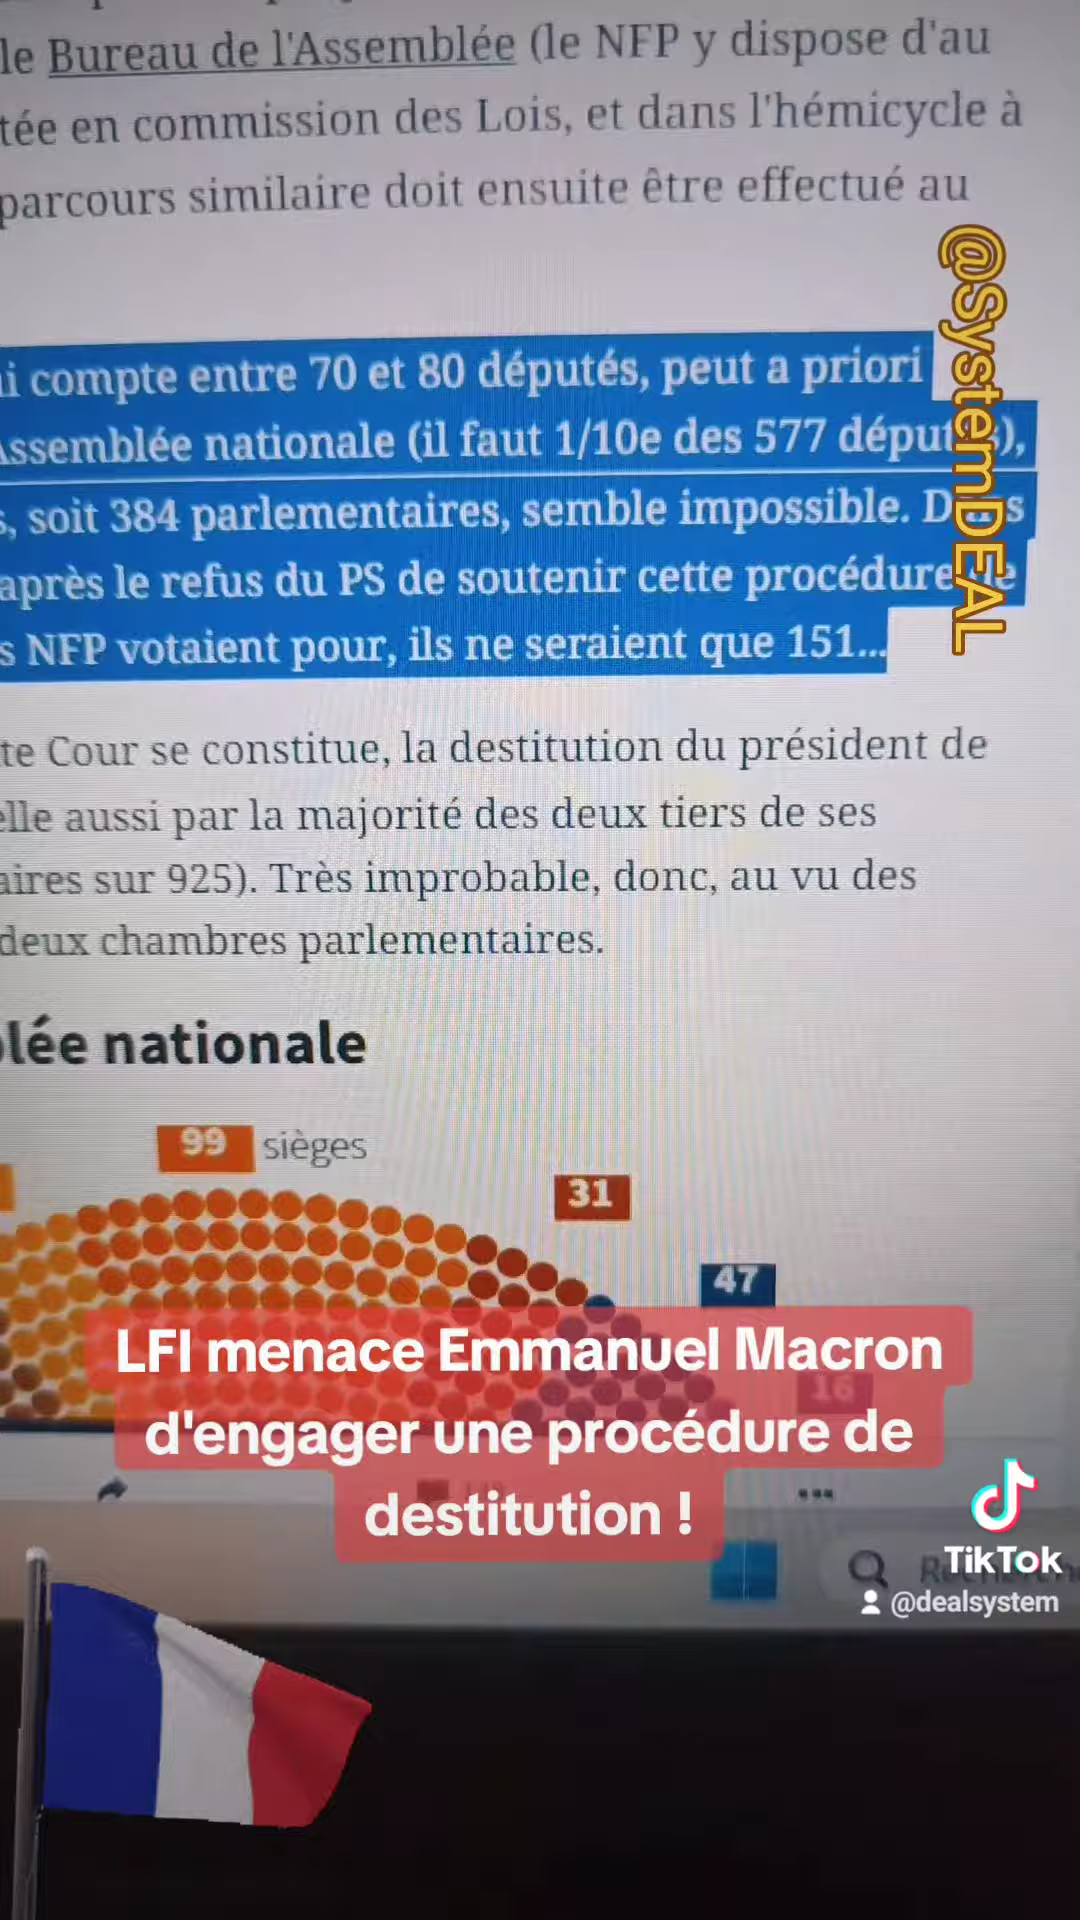 le Bureau de l'Assemblée (le NFP y dispose d'au
tée en commission des Lois, et dans l'hémicycle à
parcours similaire doit ensuite être effectué au
@SystemDEAL
i compte entre 70 et 80 députés, peut a priori
Assemblée nationale (il faut 1/10e des 577 députés),
s, soit 384 parlementaires, semble impossible. Dans
après le refus du PS de soutenir cette procédure de
s NFP votaient pour, ils ne seraient que 151...
te Cour se constitue, la destitution du président de
elle aussi par la majorité des deux tiers de ses
aires sur 925). Très improbable, donc, au vu des
deux chambres parlementaires.
lée nationale
99 sièges
31
47
16
LFI menace Emmanuel Macron
d'engager une procédure de
destitution !
TikTok
@dealsystem